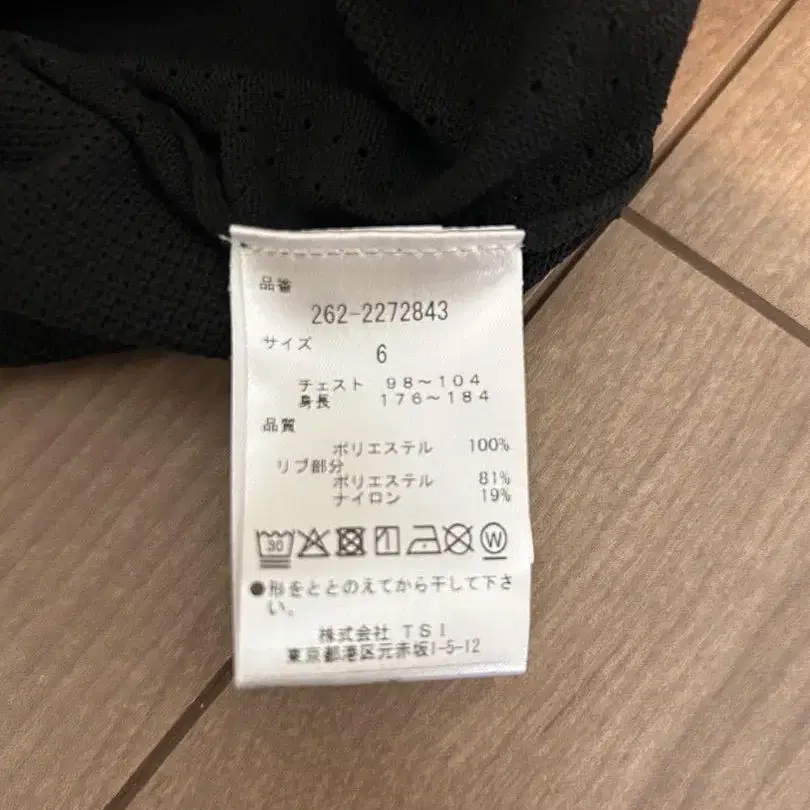 品番
262-2272843
サイズ
6
チェスト 98～104
身長 176～184
品質
ポリエステル 100%
リブ部分
ポリエステル 81%
ナイロン 19%
30 W
●形をととのえてから干して下さ
い。
株式会社 TSI
東京都港区元赤坂1-5-12